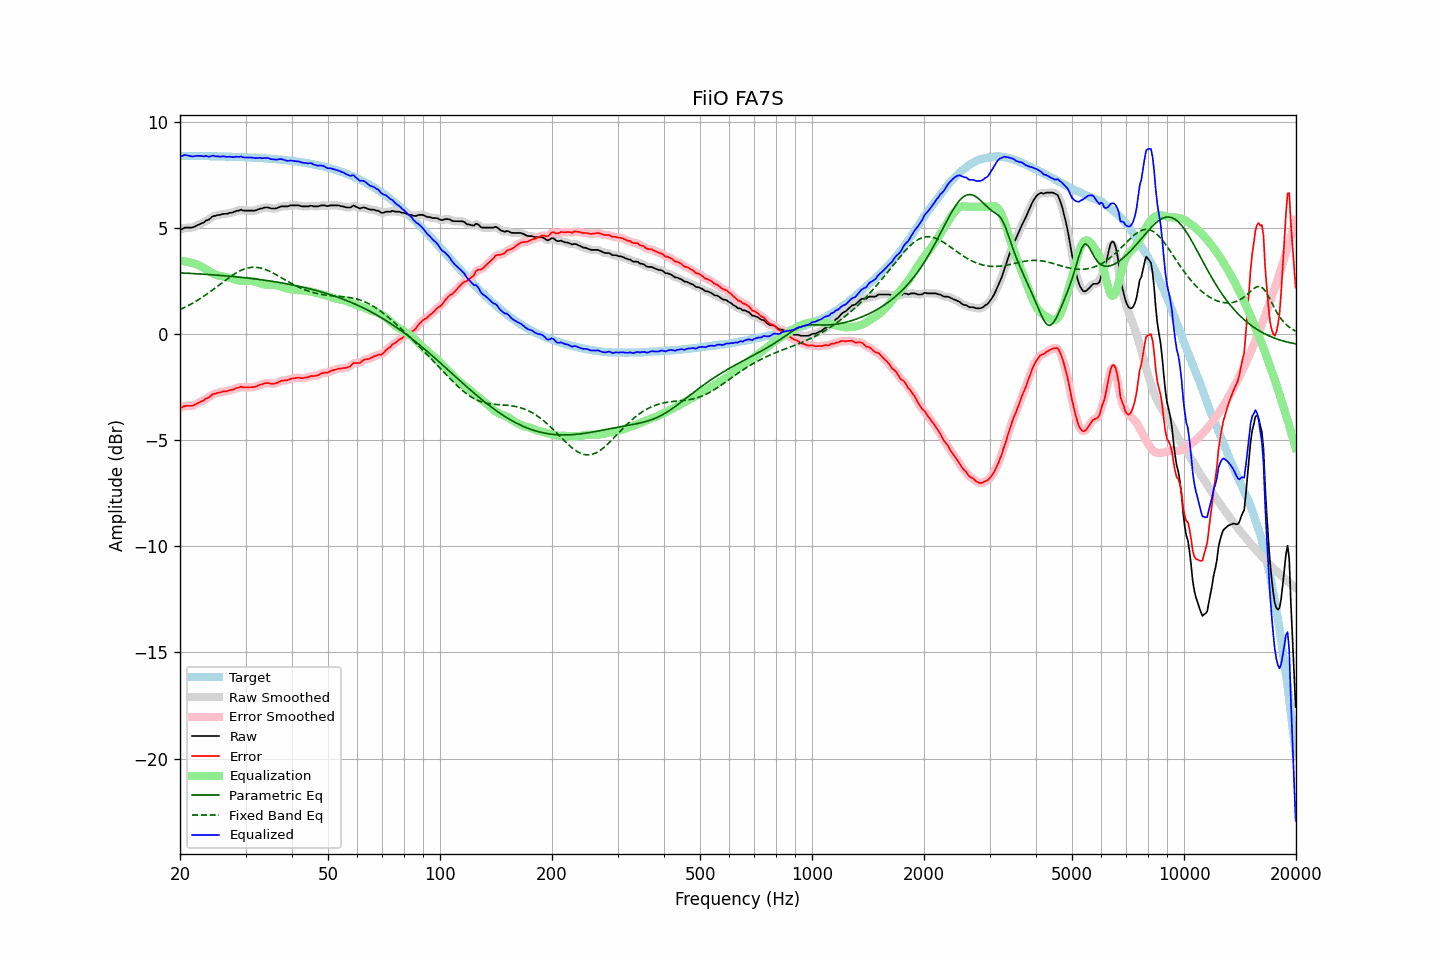 FiiO FA7S
Amplitude (dBr)
10
5
0
−5
−10
−15
−20
Target
Raw Smoothed
Error Smoothed
Raw
Error
Equalization
Parametric Eq
Fixed Band Eq
Equalized
20 50 100 200 500 1000 2000 5000 10000 20000
Frequency (Hz)